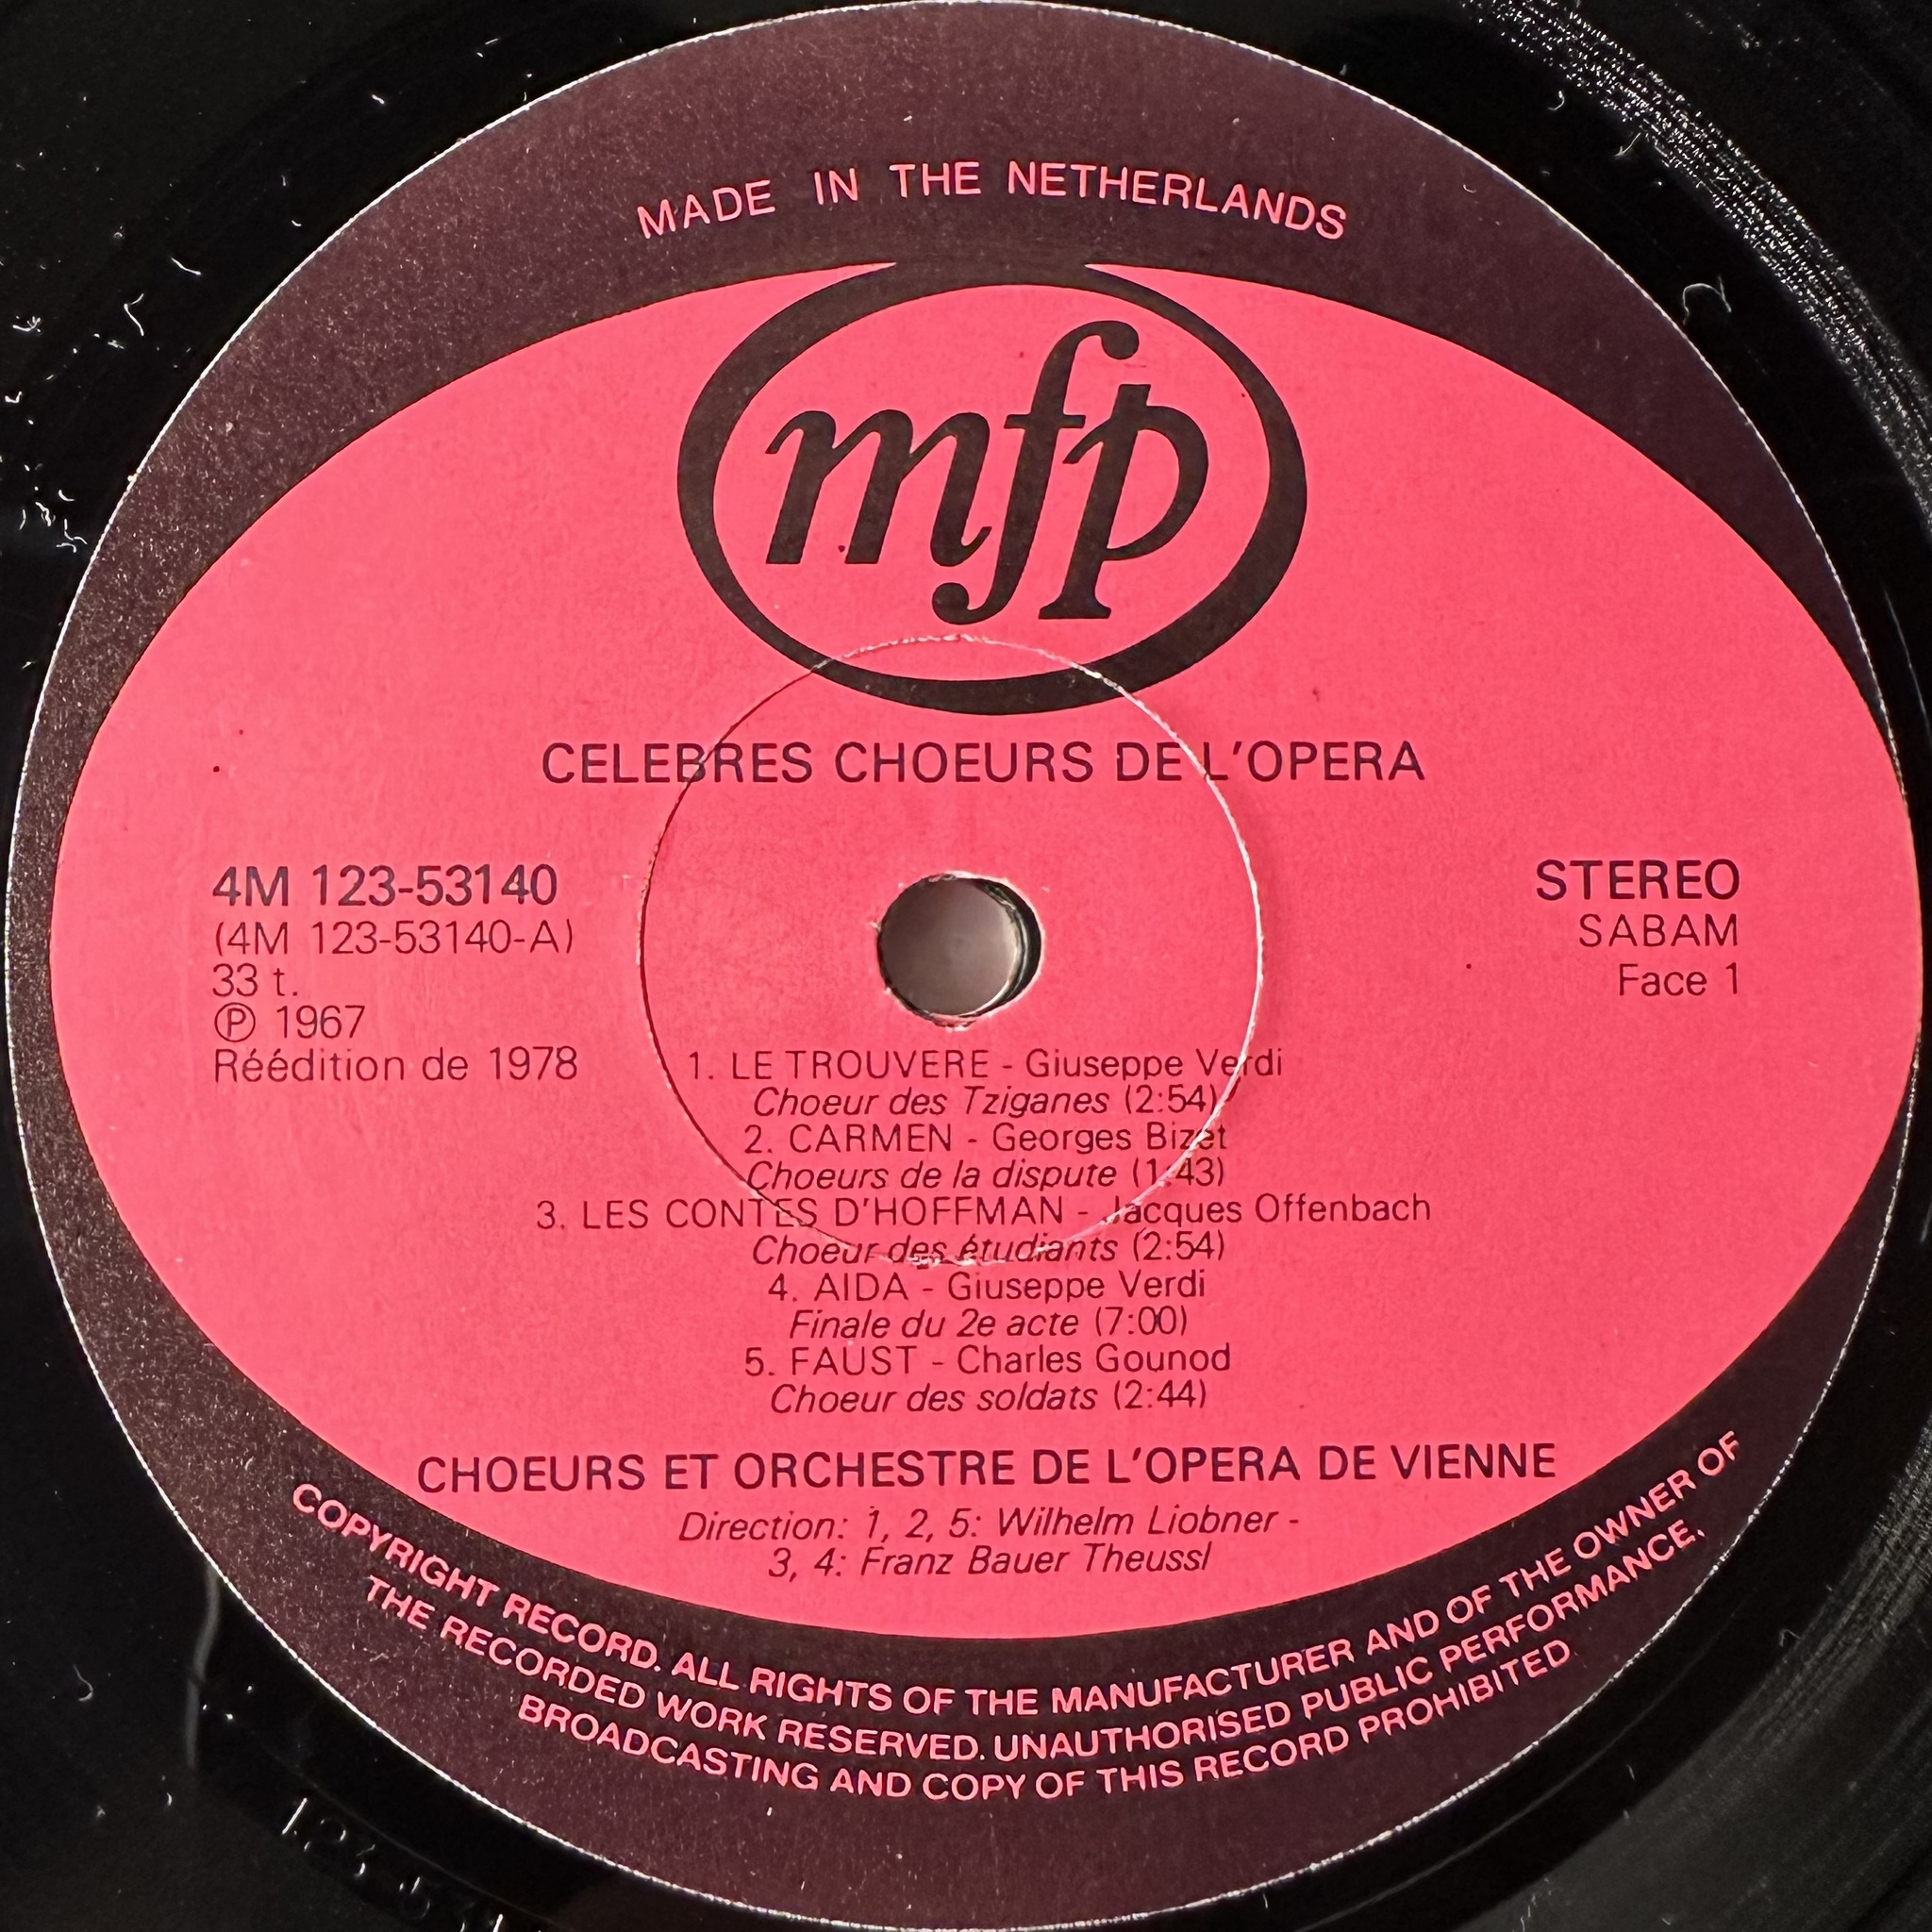 MADE IN THE NETHERLANDS
mfp
CELEBRES CHOEURS DE L'OPERA
4M 123-53140
(4M 123-53140-A)
33 t.
Ⓟ 1967
Réédition de 1978
STEREO
SABAM
Face 1
1. LE TROUVERE - Giuseppe Verdi
Choeur des Tziganes (2:54)
2. CARMEN - Georges Bizet
Choeurs de la dispute (1:43)
3. LES CONTES D'HOFFMAN - Jacques Offenbach
Choeur des étudiants (2:54)
4. AIDA - Giuseppe Verdi
Finale du 2e acte (7:00)
5. FAUST - Charles Gounod
Choeur des soldats (2:44)
CHOEURS ET ORCHESTRE DE L'OPERA DE VIENNE
Direction: 1, 2, 5: Wilhelm Liobner -
3, 4: Franz Bauer Theussl
COPYRIGHT RECORD. ALL RIGHTS OF THE MANUFACTURER AND OF THE OWNER OF
THE RECORDED WORK RESERVED. UNAUTHORISED PUBLIC PERFORMANCE,
BROADCASTING AND COPY OF THIS RECORD PROHIBITED